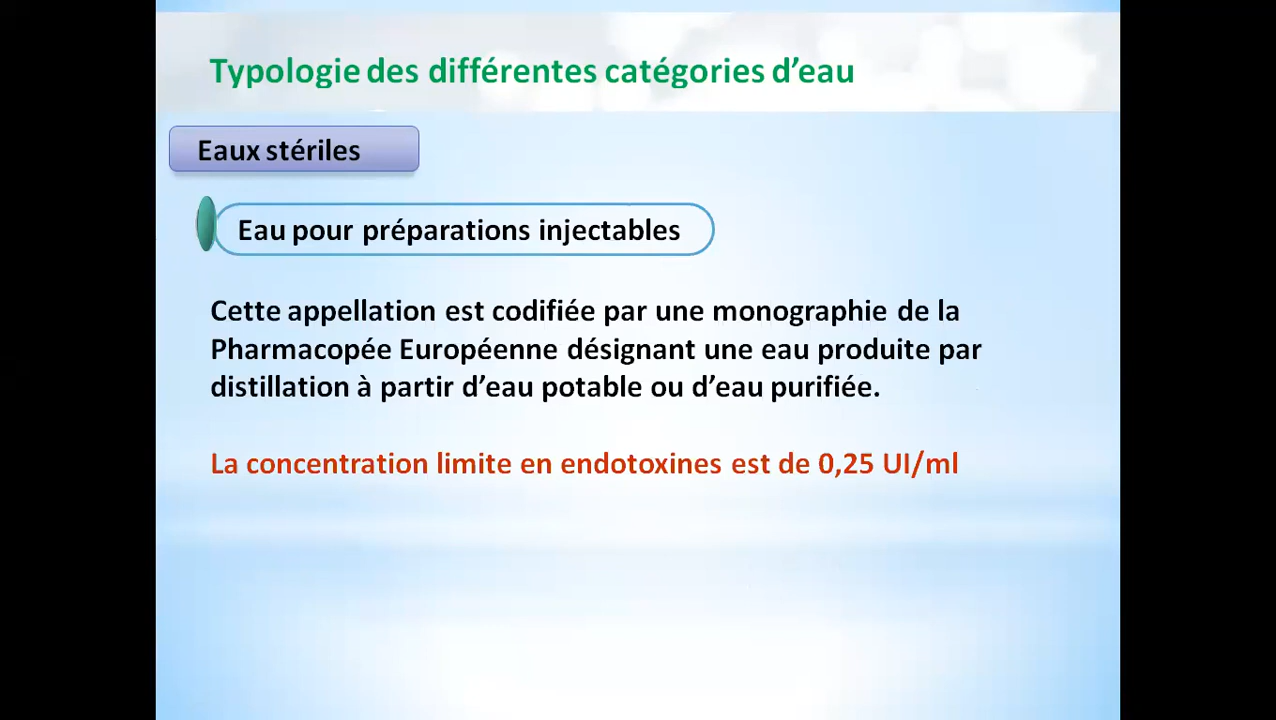 Typologie des différentes catégories d’eau
Eaux stériles
Eau pour préparations injectables
Cette appellation est codifiée par une monographie de la
Pharmacopée Européenne désignant une eau produite par
distillation à partir d’eau potable ou d’eau purifiée.
La concentration limite en endotoxines est de 0,25 UI/ml